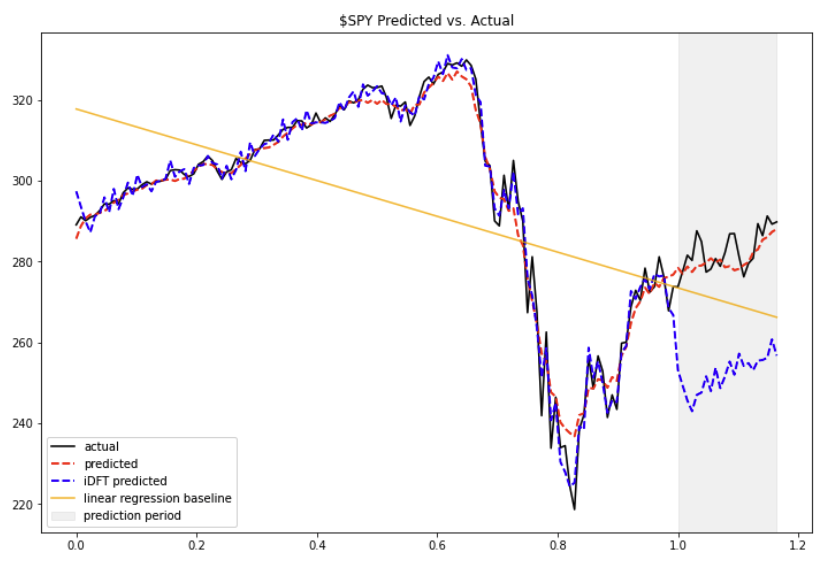 $SPY Predicted vs. Actual
320
300
280
260
240
220
actual
predicted
iDFT predicted
linear regression baseline
prediction period
0.0 0.2 0.4 0.6 0.8 1.0 1.2